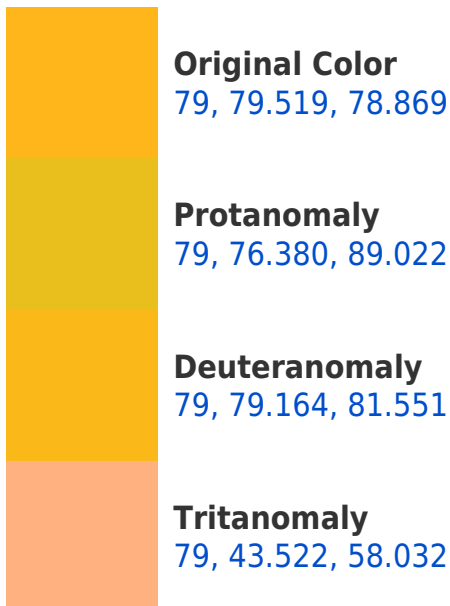 Original Color
79, 79.519, 78.869
Protanomaly
79, 76.380, 89.022
Deuteranomaly
79, 79.164, 81.551
Tritanomaly
79, 43.522, 58.032